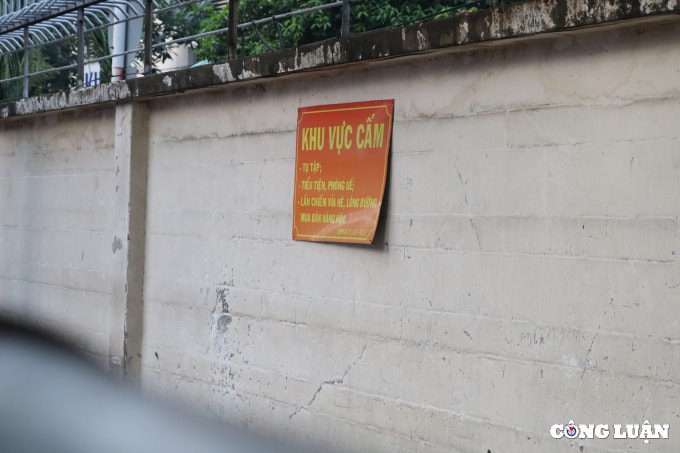 KHU VỰC CẤM
- TỤ TẬP;
- TIỂU TIỆN, PHÓNG UẾ;
- LẤN CHIẾM VỈA HÈ, LÒNG ĐƯỜNG
MUA BÁN HÀNG HÓA.
CÔNG LUẬN